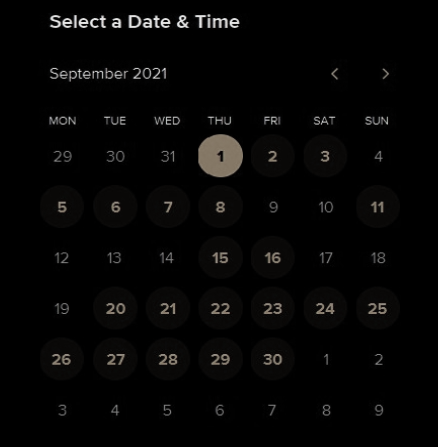 Select a Date & Time
September 2021
MON TUE WED THU FRI SAT SUN
29 30 31 1 2 3 4
5 6 7 8 9 10 11
12 13 14 15 16 17 18
19 20 21 22 23 24 25
26 27 28 29 30 1 2
3 4 5 6 7 8 9